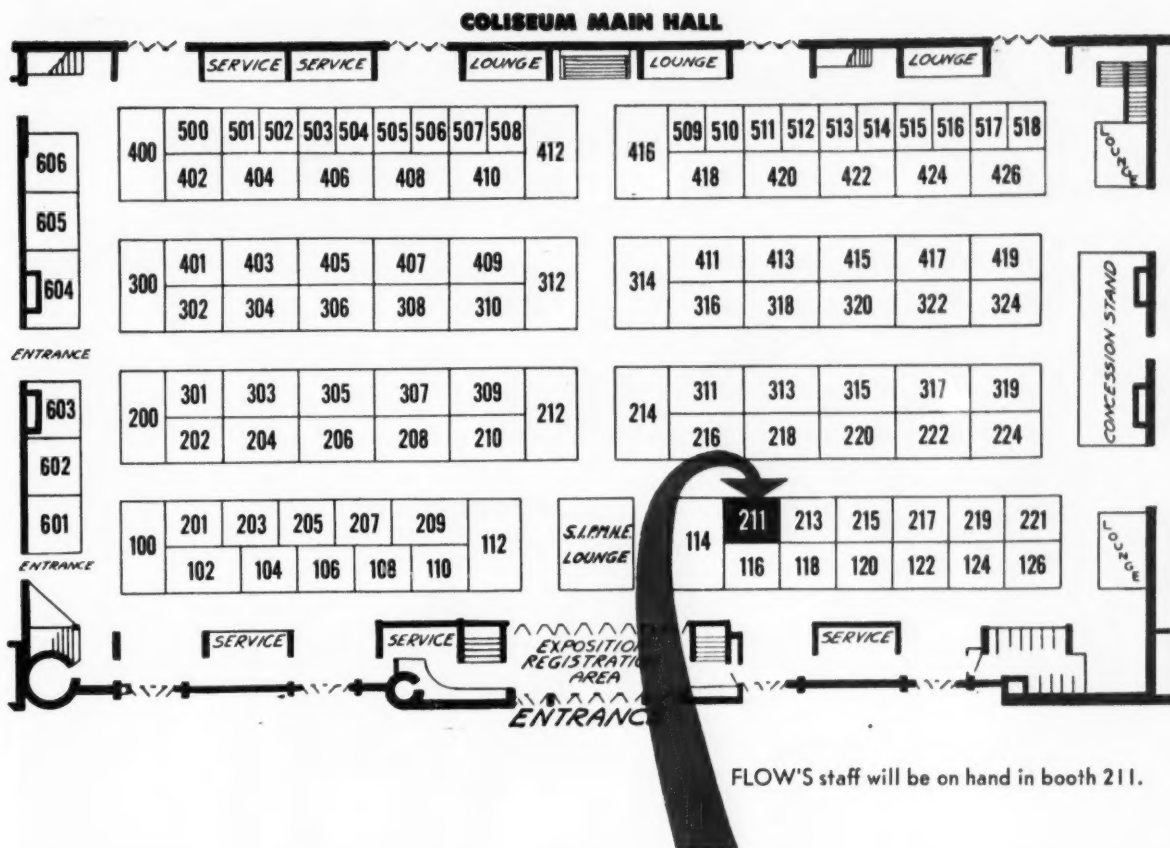 COLISEUM MAIN HALL
SERVICE SERVICE LOUNGE LOUNGE LOUNGE
LOUNGE
400 500 501 502 503 504 505 506 507 508 412
402 404 406 408 410
416 509 510 511 512 513 514 515 516 517 518
418 420 422 424 426
606
605
604
ENTRANCE
603
602
601
ENTRANCE
300 401 403 405 407 409 312
302 304 306 308 310
314 411 413 415 417 419
316 318 320 322 324
CONCESSION STAND
200 301 303 305 307 309 212
202 204 206 208 210
214 311 313 315 317 319
216 218 220 222 224
100 201 203 205 207 209 112
102 104 106 108 110
S.I.P.M.H.E.
LOUNGE
114 211 213 215 217 219 221
116 118 120 122 124 126
LOUNGE
SERVICE SERVICE SERVICE
EXPOSITION
REGISTRATION
AREA
ENTRANCE
FLOW'S staff will be on hand in booth 211.